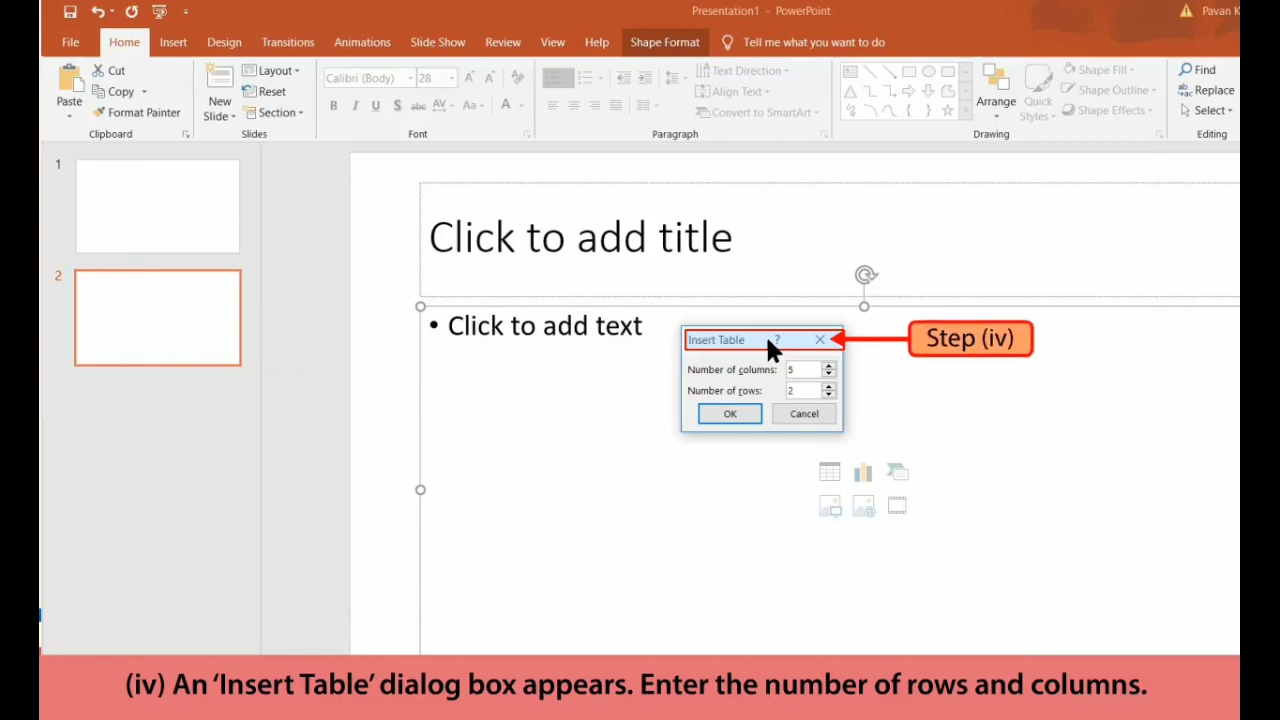 Presentation1 - PowerPoint
Pavan K
File Home Insert Design Transitions Animations Slide Show Review View Help Shape Format Tell me what you want to do
Paste
Cut
Copy
Format Painter
Clipboard
New
Slide
Layout
Reset
Section
Slides
Calibri (Body) 28
B I U S abc AV Aa A
Font
Text Direction
Align Text
Convert to SmartArt
Paragraph
Arrange
Quick
Styles
Shape Fill
Shape Outline
Shape Effects
Drawing
Find
Replace
Select
Editing
1
2
Click to add title
• Click to add text
Insert Table ?
Number of columns: 5
Number of rows: 2
OK Cancel
Step (iv)
(iv) An ‘Insert Table’ dialog box appears. Enter the number of rows and columns.